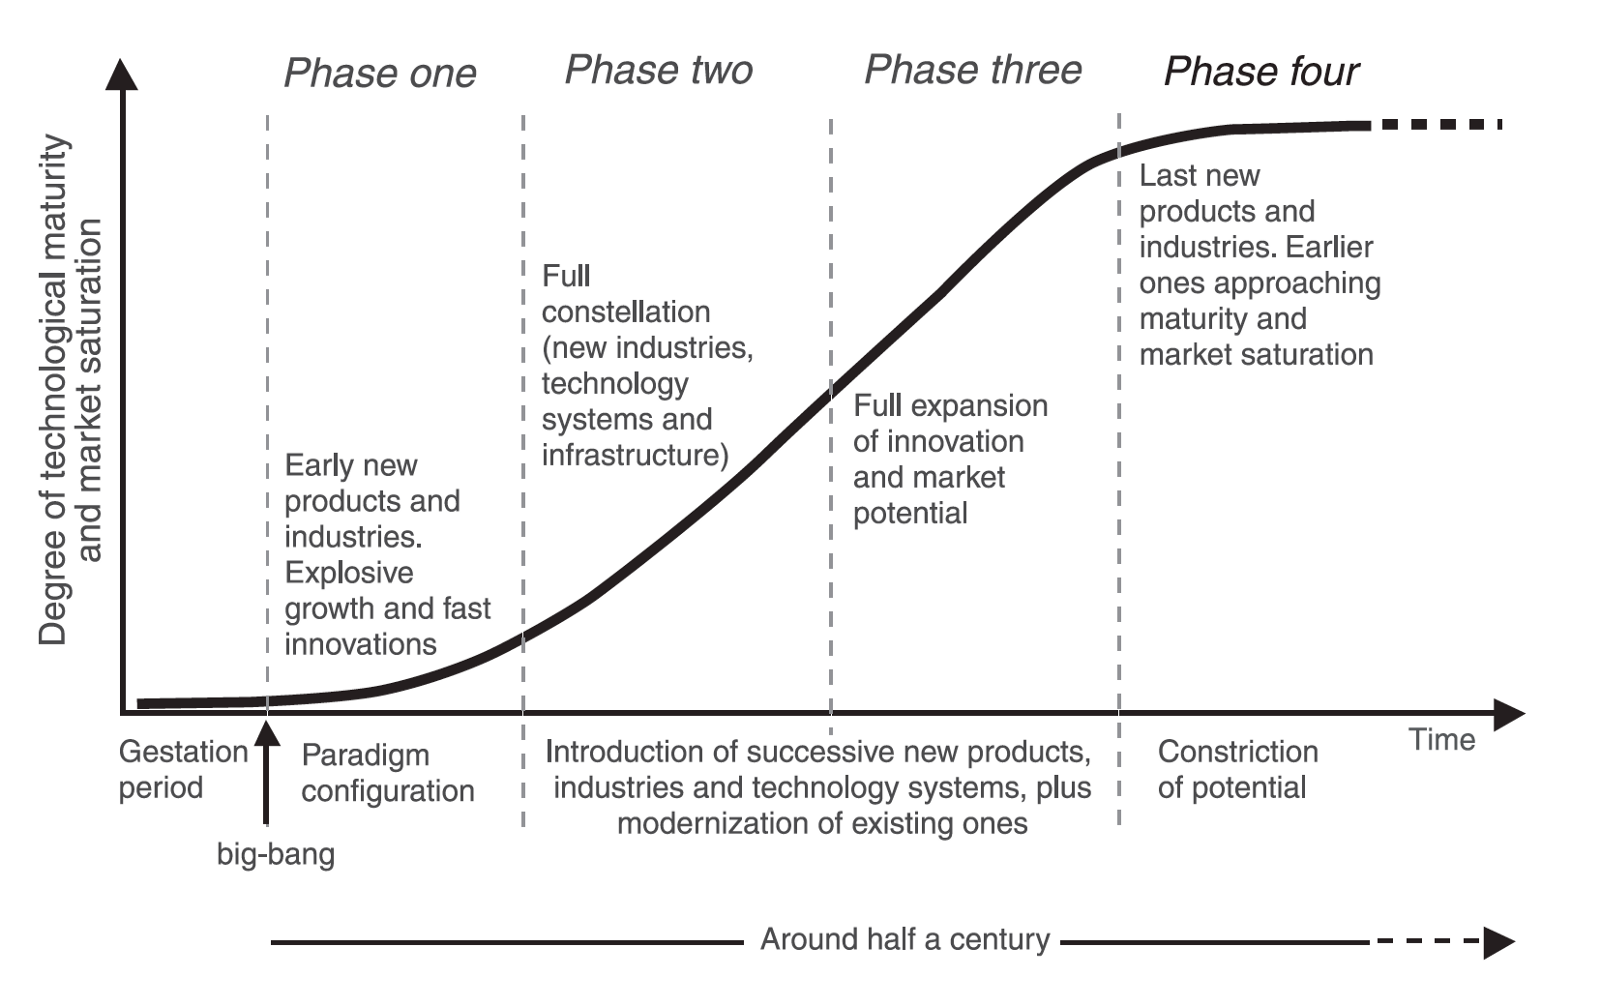 Phase one
Phase two
Phase three
Phase four
Degree of technological maturity
and market saturation
Early new
products and
industries.
Explosive
growth and fast
innovations
Full
constellation
(new industries,
technology
systems and
infrastructure)
Full expansion
of innovation
and market
potential
Last new
products and
industries. Earlier
ones approaching
maturity and
market saturation
Time
Gestation
period
big-bang
Paradigm
configuration
Introduction of successive new products,
industries and technology systems, plus
modernization of existing ones
Constriction
of potential
Around half a century